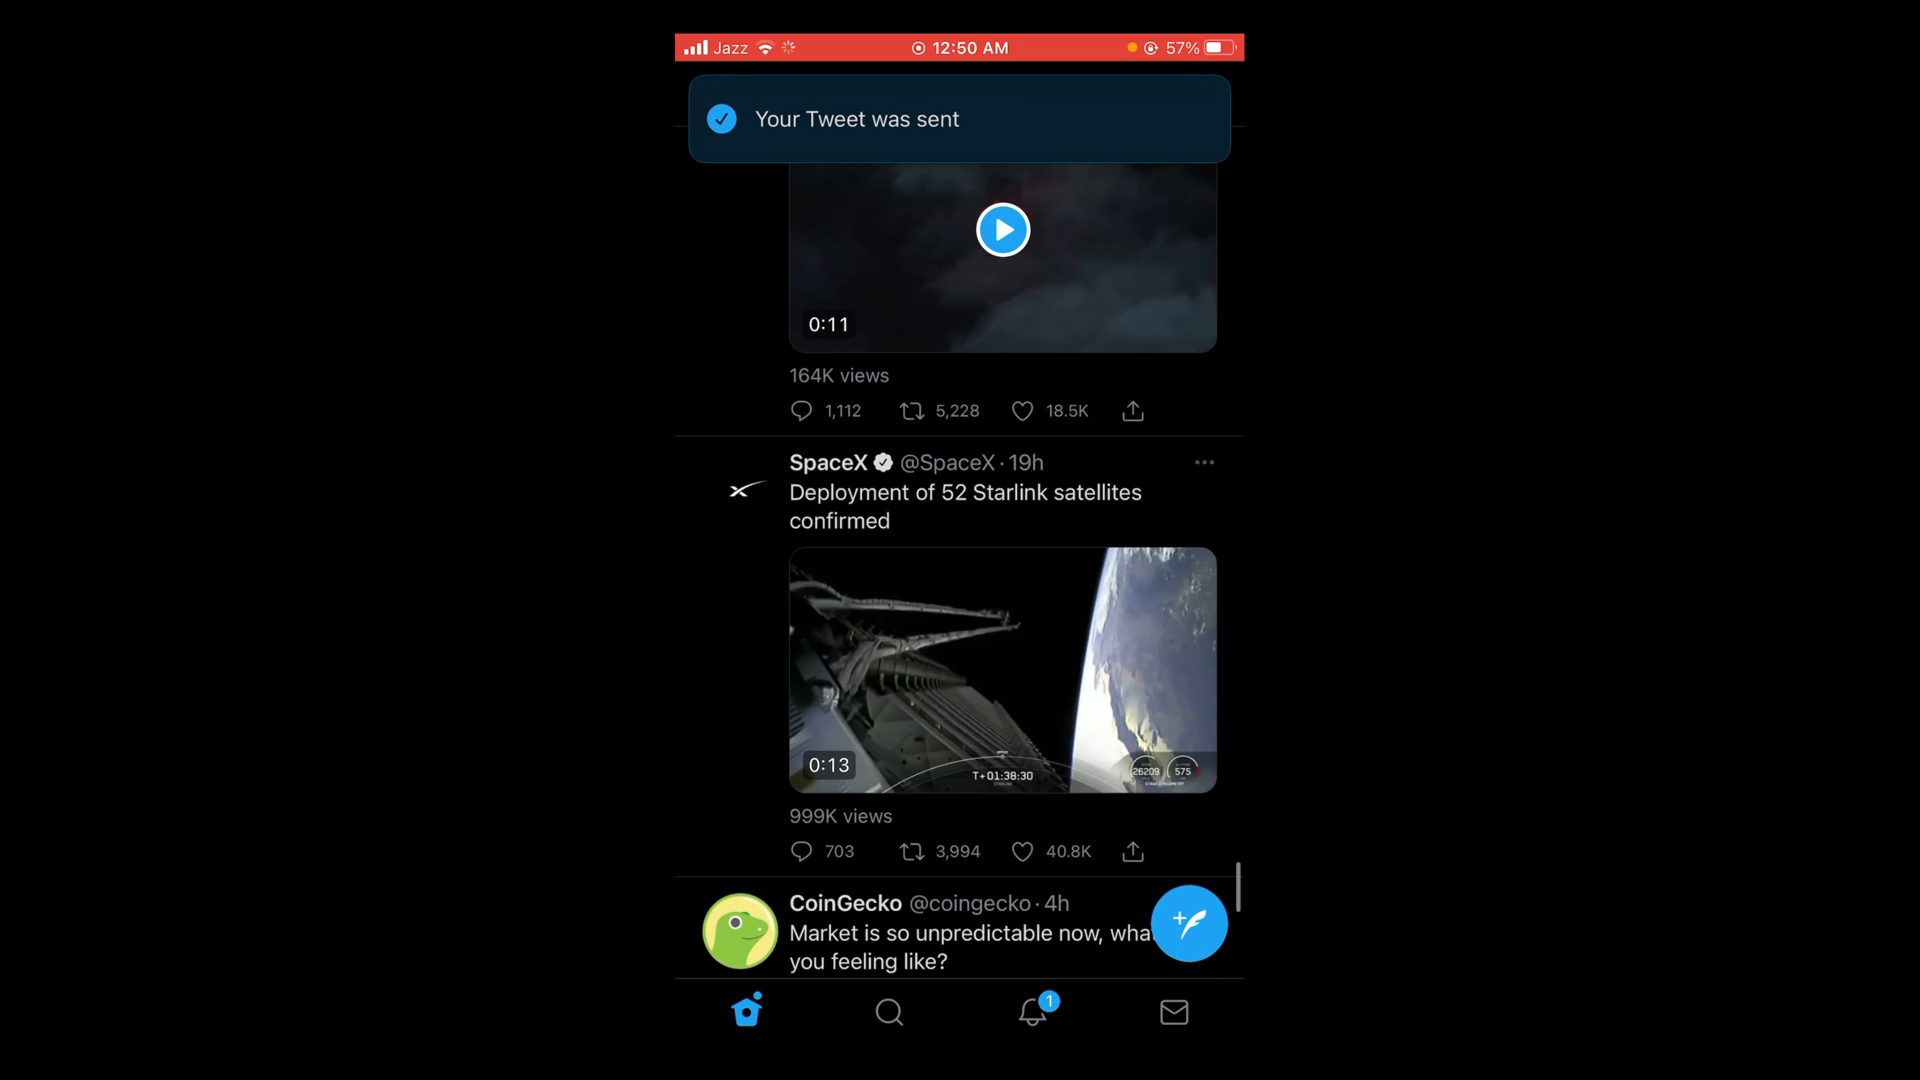 Jazz 12:50 AM 57%
Your Tweet was sent
0:11
164K views
1,112 5,228 18.5K
SpaceX @SpaceX · 19h
Deployment of 52 Starlink satellites
confirmed
T+01:38:30
26209 575
0:13
999K views
703 3,994 40.8K
CoinGecko @coingecko · 4h
Market is so unpredictable now,
you feeling like?
1